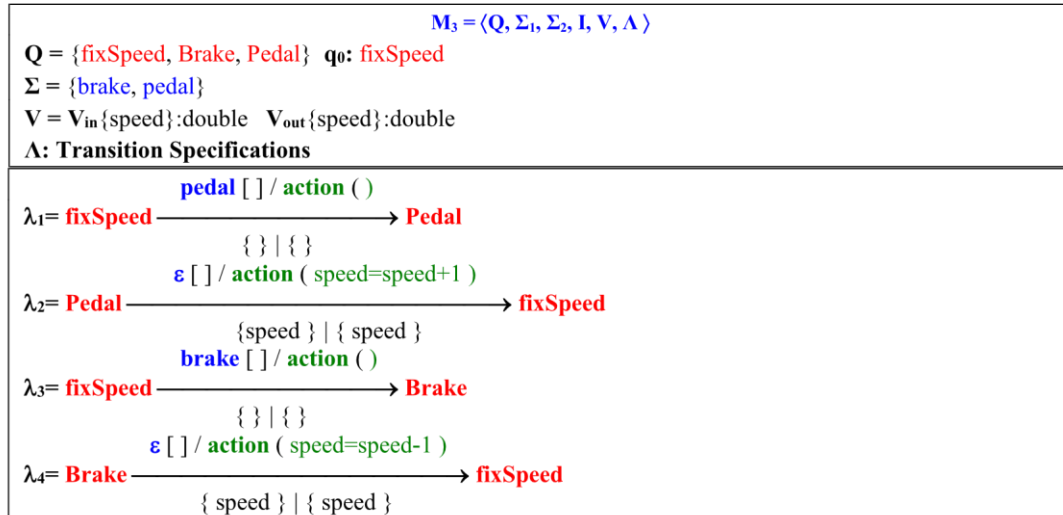 M₃ = ⟨Q, Σ₁, Σ₂, I, V, Λ ⟩
Q = {fixSpeed, Brake, Pedal} q₀: fixSpeed
Σ = {brake, pedal}
V = Vᵢₙ{speed}:double Vₒᵤₜ{speed}:double
Λ: Transition Specifications
pedal [ ] / action ( )
λ₁= fixSpeed ⟶ Pedal
{ } | { }
ε [ ] / action ( speed=speed+1 )
λ₂= Pedal ⟶ fixSpeed
{speed } | { speed }
brake [ ] / action ( )
λ₃= fixSpeed ⟶ Brake
{ } | { }
ε [ ] / action ( speed=speed-1 )
λ₄= Brake ⟶ fixSpeed
{ speed } | { speed }